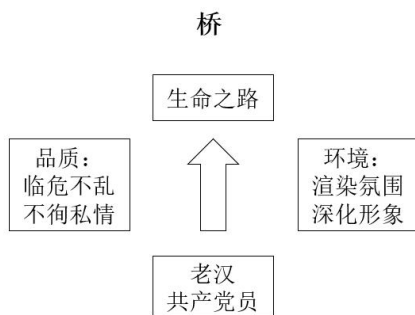 桥
生命之路
品质：
临危不乱
不徇私情
环境：
渲染氛围
深化形象
老汉
共产党员